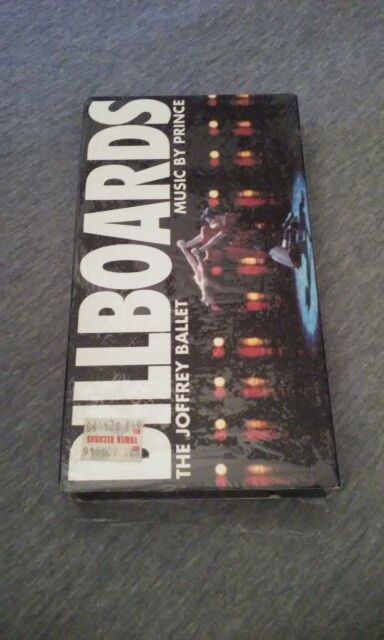 BILLBOARDS
THE JOFFREY BALLET
MUSIC BY PRINCE
TOWER RECORDS